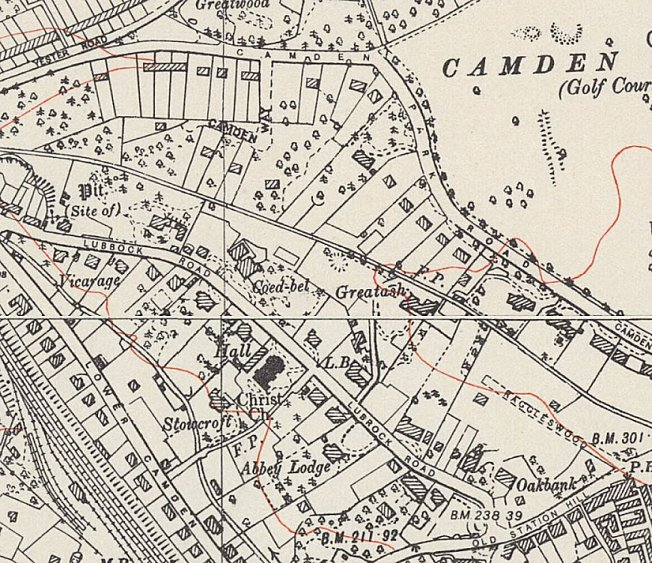 Greatwood
YESTER ROAD
CAMDEN
PARK
ROAD
CAMDEN
(Golf Cour
WAY
CAMDEN
Pit
(Site of)
LUBBOCK
ROAD
Vicarage
Coed-bel
Greatash
F.P.
CAMDEN
Hall
L.B.
Christ
Ch.
Stowcroft
F.P.
LOWER
CAMDEN
LUBBOCK
ROAD
RAGGLESWOO
B.M. 301
P.H
Abbey Lodge
Oakbank
B.M. 238 39
OLD STATION HILL
B.M. 211 92
M.P.